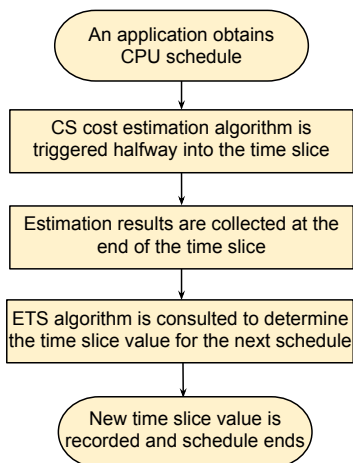 An application obtains
CPU schedule
CS cost estimation algorithm is
triggered halfway into the time slice
Estimation results are collected at the
end of the time slice
ETS algorithm is consulted to determine
the time slice value for the next schedule
New time slice value is
recorded and schedule ends